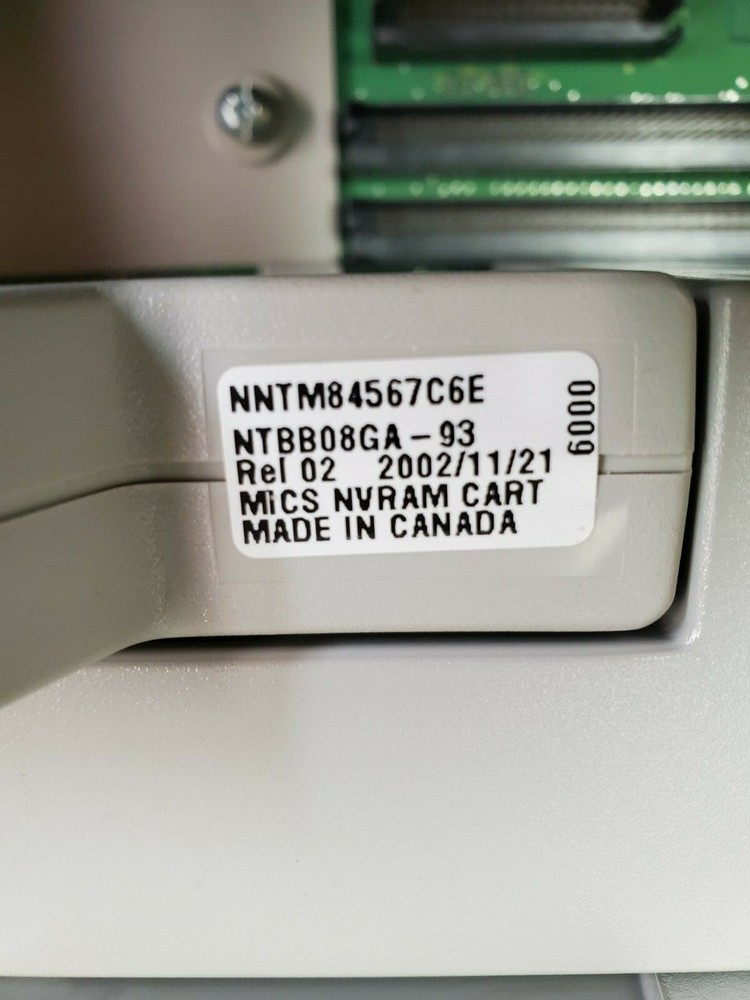 NNTM84567C6E
NTBB08GA-93
Rel 02 2002/11/21
MiCS NVRAM CART
MADE IN CANADA
6000